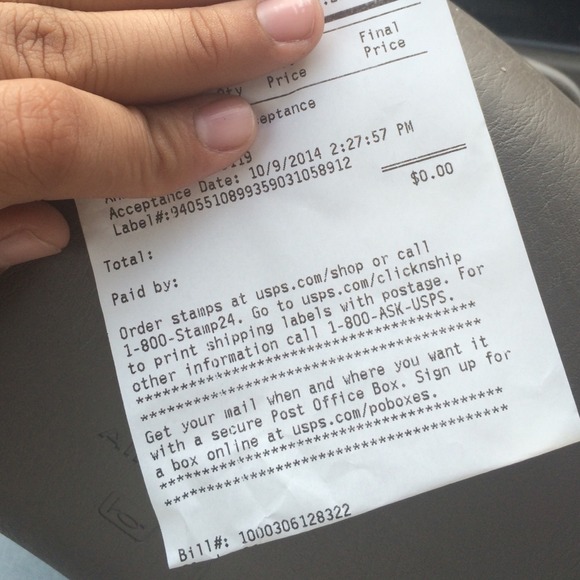 Final
Qty Price Price
eptance
119
Acceptance Date: 10/9/2014 2:27:57 PM
Label#:9405510899359031058912
$0.00
Total:
Paid by:
Order stamps at usps.com/shop or call
1-800-Stamp24. Go to usps.com/clicknship
to print shipping labels with postage. For
other information call 1-800-ASK-USPS.
****************************************
****************************************
Get your mail when and where you want it
with a secure Post Office Box. Sign up for
a box online at usps.com/poboxes.
****************************************
****************************************
Bill#: 1000306128322